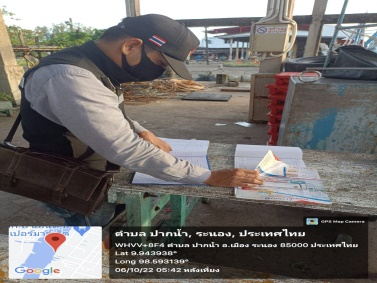 GPS Map Camera
ตำบล ปากน้ำ, ระนอง, ประเทศไทย
WHVV+8F4 ตำบล ปากน้ำ อ.เมือง ระนอง 85000 ประเทศไทย
Lat 9.943938°
Long 98.593139°
06/10/22 05:42 หลังเที่ยง
Google